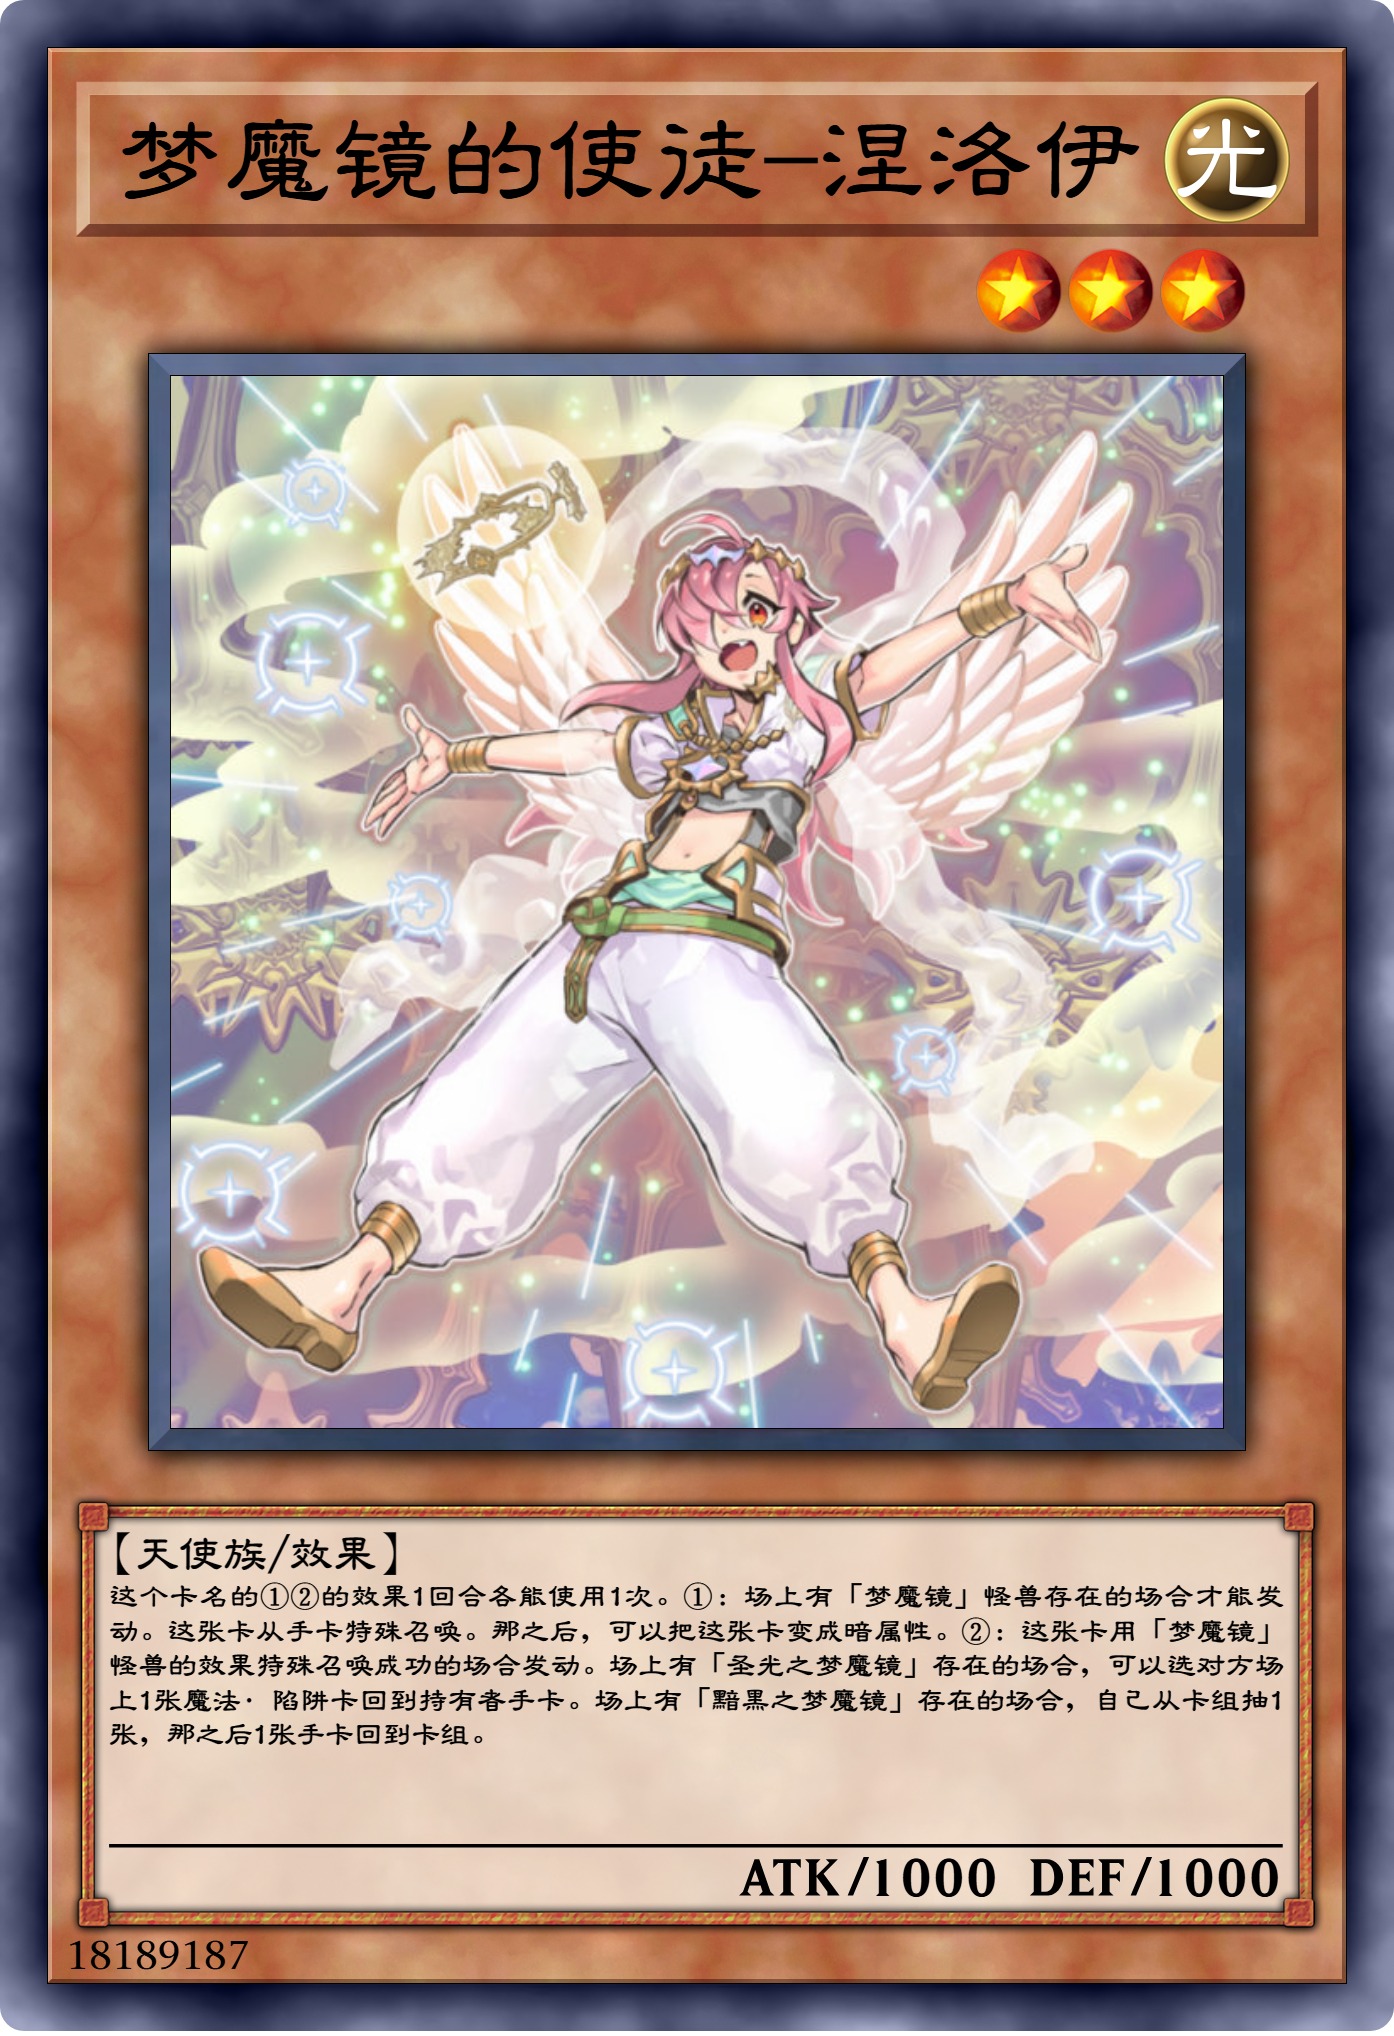 梦魔镜的使徒-涅洛伊
光
【天使族/效果】
这个卡名的①②的效果1回合各能使用1次。①：场上有「梦魔镜」怪兽存在的场合才能发
动。这张卡从手卡特殊召唤。那之后，可以把这张卡变成暗属性。②：这张卡用「梦魔镜」
怪兽的效果特殊召唤成功的场合发动。场上有「圣光之梦魔镜」存在的场合，可以选对方场
上1张魔法·陷阱卡回到持有者手卡。场上有「黯黑之梦魔镜」存在的场合，自己从卡组抽1
张，那之后1张手卡回到卡组。
ATK/1000 DEF/1000
18189187